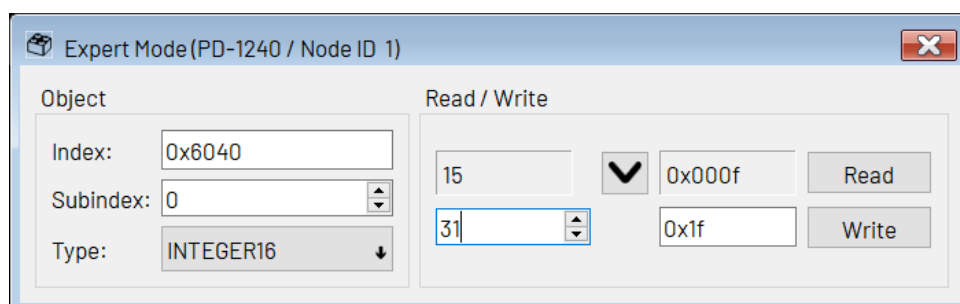 Expert Mode (PD-1240 / Node ID 1)
Object
Read / Write
Index: 0x6040
15 0x000f Read
Subindex: 0
31 0x1f Write
Type: INTEGER16